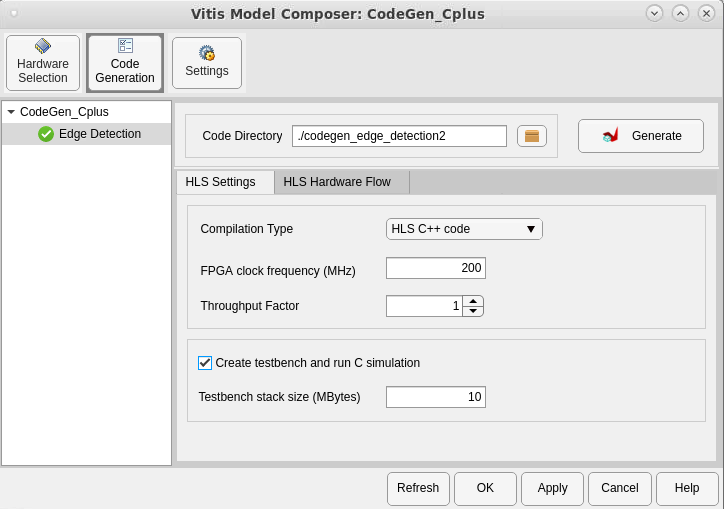 Vitis Model Composer: CodeGen_Cplus
Hardware
Selection
Code
Generation
Settings
CodeGen_Cplus
Edge Detection
Code Directory
./codegen_edge_detection2
Generate
HLS Settings
HLS Hardware Flow
Compilation Type
HLS C++ code
FPGA clock frequency (MHz)
200
Throughput Factor
1
Create testbench and run C simulation
Testbench stack size (MBytes)
10
Refresh
OK
Apply
Cancel
Help